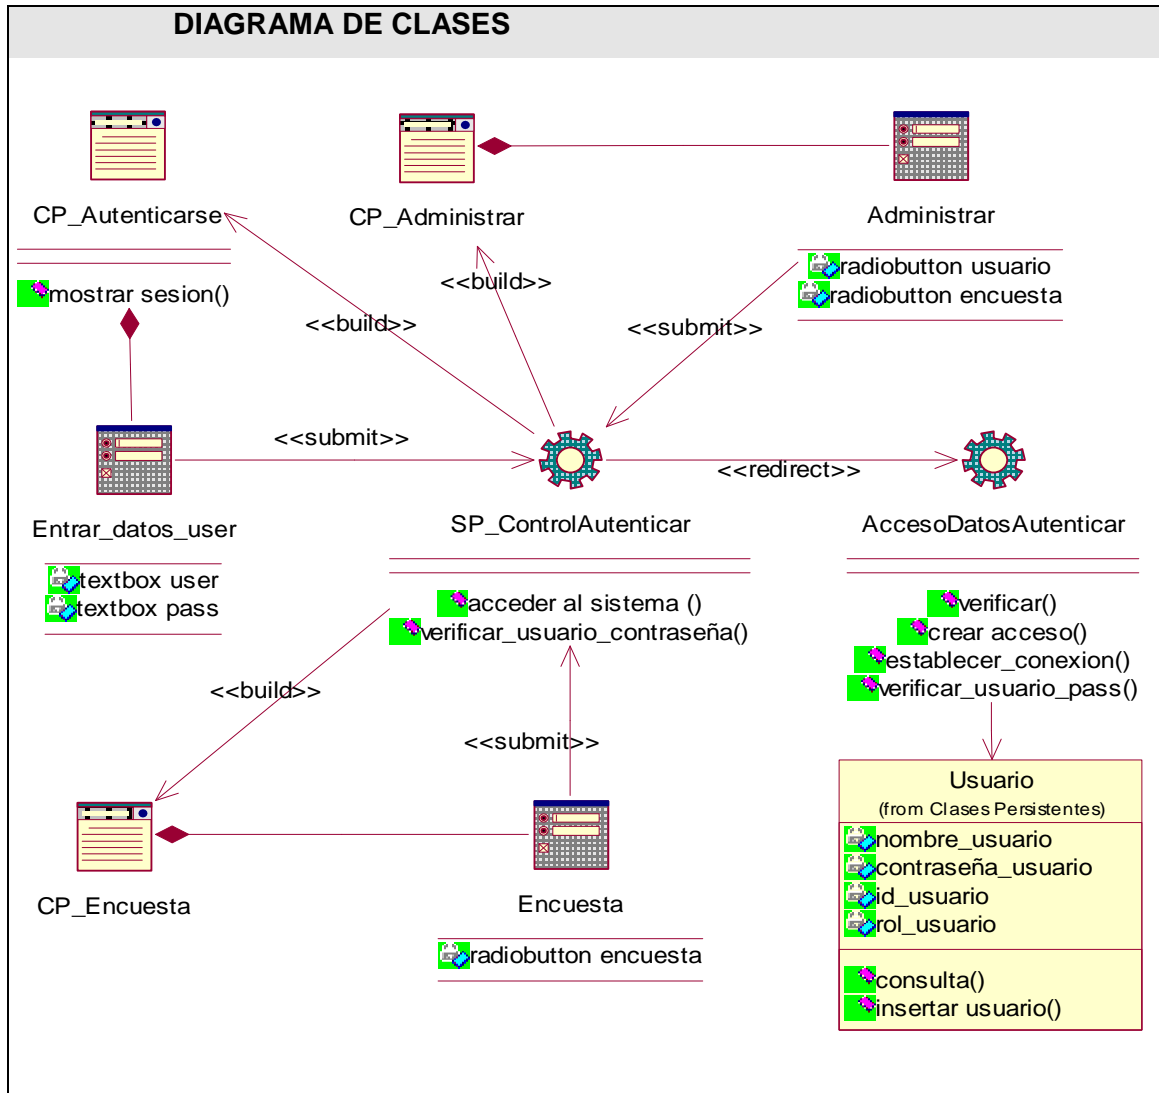 DIAGRAMA DE CLASES
CP_Autenticarse
mostrar sesion()
CP_Administrar
Administrar
radiobutton usuario
radiobutton encuesta
<<build>>
<<build>>
<<submit>>
<<submit>>
<<redirect>>
Entrar_datos_user
textbox user
textbox pass
SP_ControlAutenticar
acceder al sistema ()
verificar_usuario_contraseña()
AccesoDatosAutenticar
verificar()
crear acceso()
establecer_conexion()
verificar_usuario_pass()
<<build>>
<<submit>>
CP_Encuesta
Encuesta
radiobutton encuesta
Usuario
(from Clases Persistentes)
nombre_usuario
contraseña_usuario
id_usuario
rol_usuario
consulta()
insertar usuario()